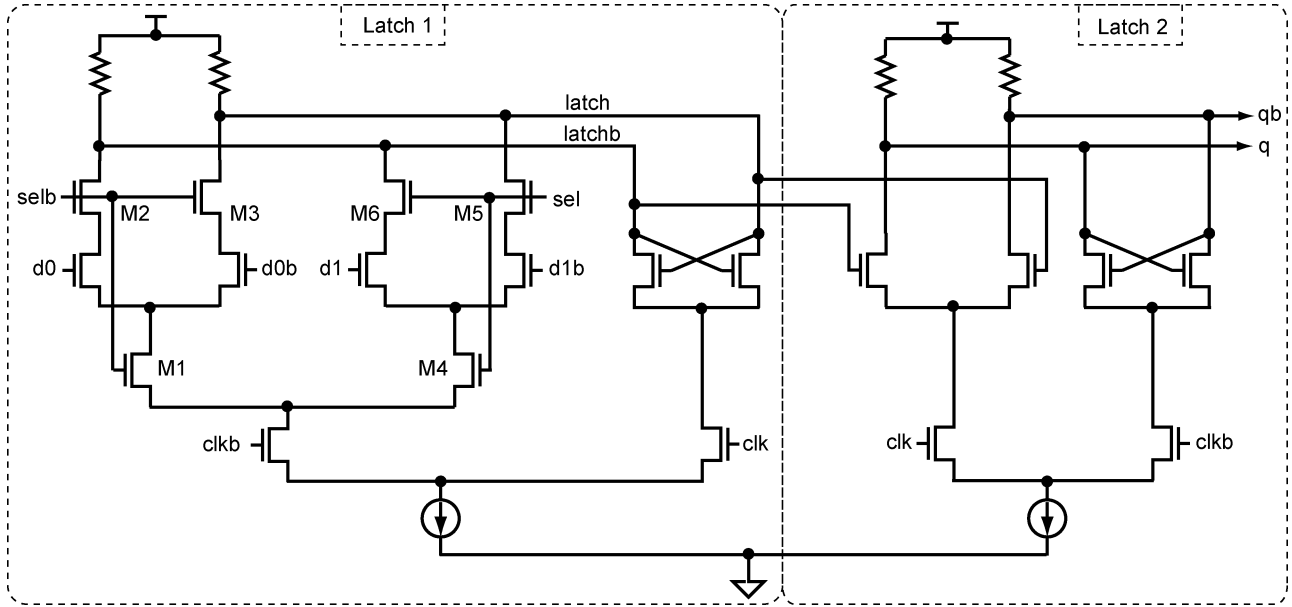 Latch 1
Latch 2
latch
qb
latchb
q
selb
M2
M3
M6
M5
sel
d0
d0b
d1
d1b
M1
M4
clkb
clk
clk
clkb